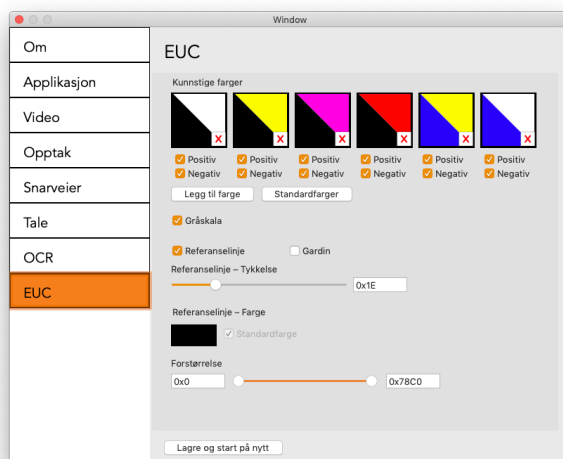 Window
Om
Applikasjon
Video
Opptak
Snarveier
Tale
OCR
EUC
EUC
Kunnstige farger
X X X X X X
Positiv Positiv Positiv Positiv Positiv Positiv
Negativ Negativ Negativ Negativ Negativ Negativ
Legg til farge Standardfarger
Gråskala
Referanselinje Gardin
Referanselinje – Tykkelse
0x1E
Referanselinje – Farge
Standardfarge
Forstørrelse
0x0 0x78C0
Lagre og start på nytt